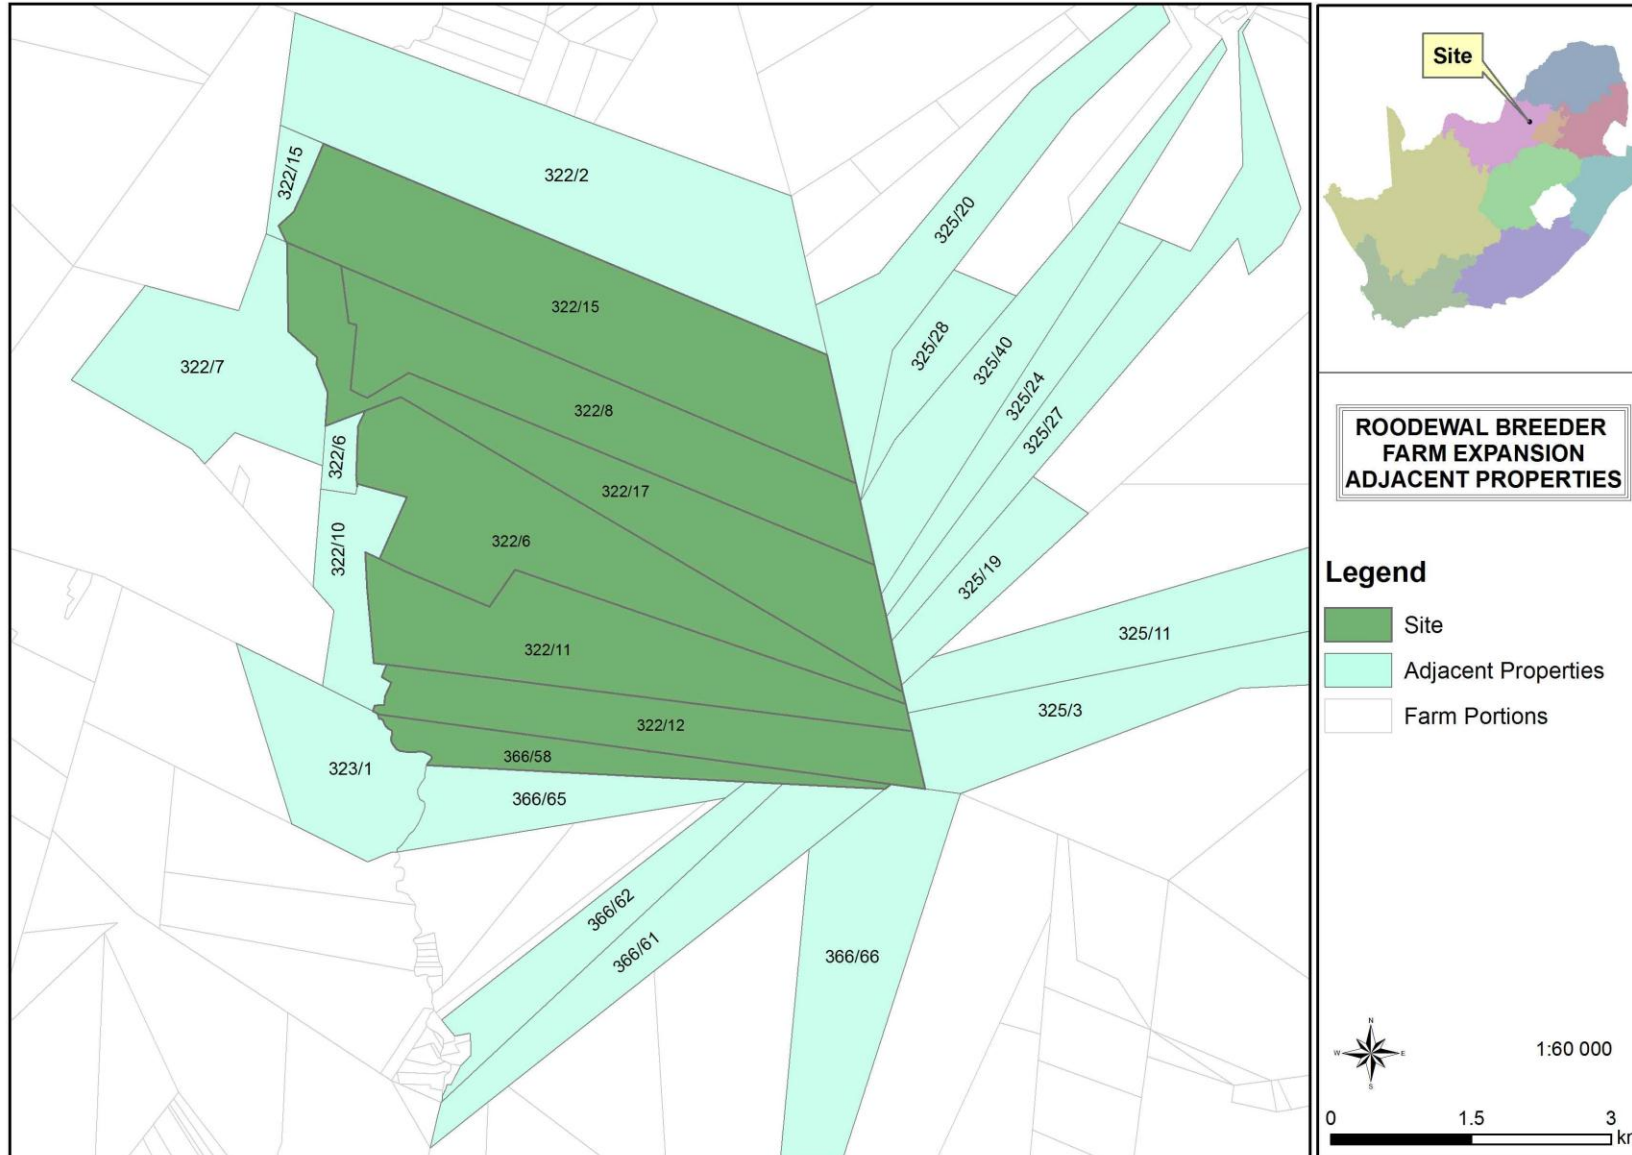 322/2
322/15
322/15
322/7
322/8
322/6
322/17
322/6
322/10
322/11
322/12
366/58
323/1
366/65
366/62
366/61
366/66
325/20
325/28
325/40
325/24
325/27
325/19
325/11
325/3
Site
ROODEWAL BREEDER
FARM EXPANSION
ADJACENT PROPERTIES
Legend
Site
Adjacent Properties
Farm Portions
N
W E
S
1:60 000
0 1.5 3
km